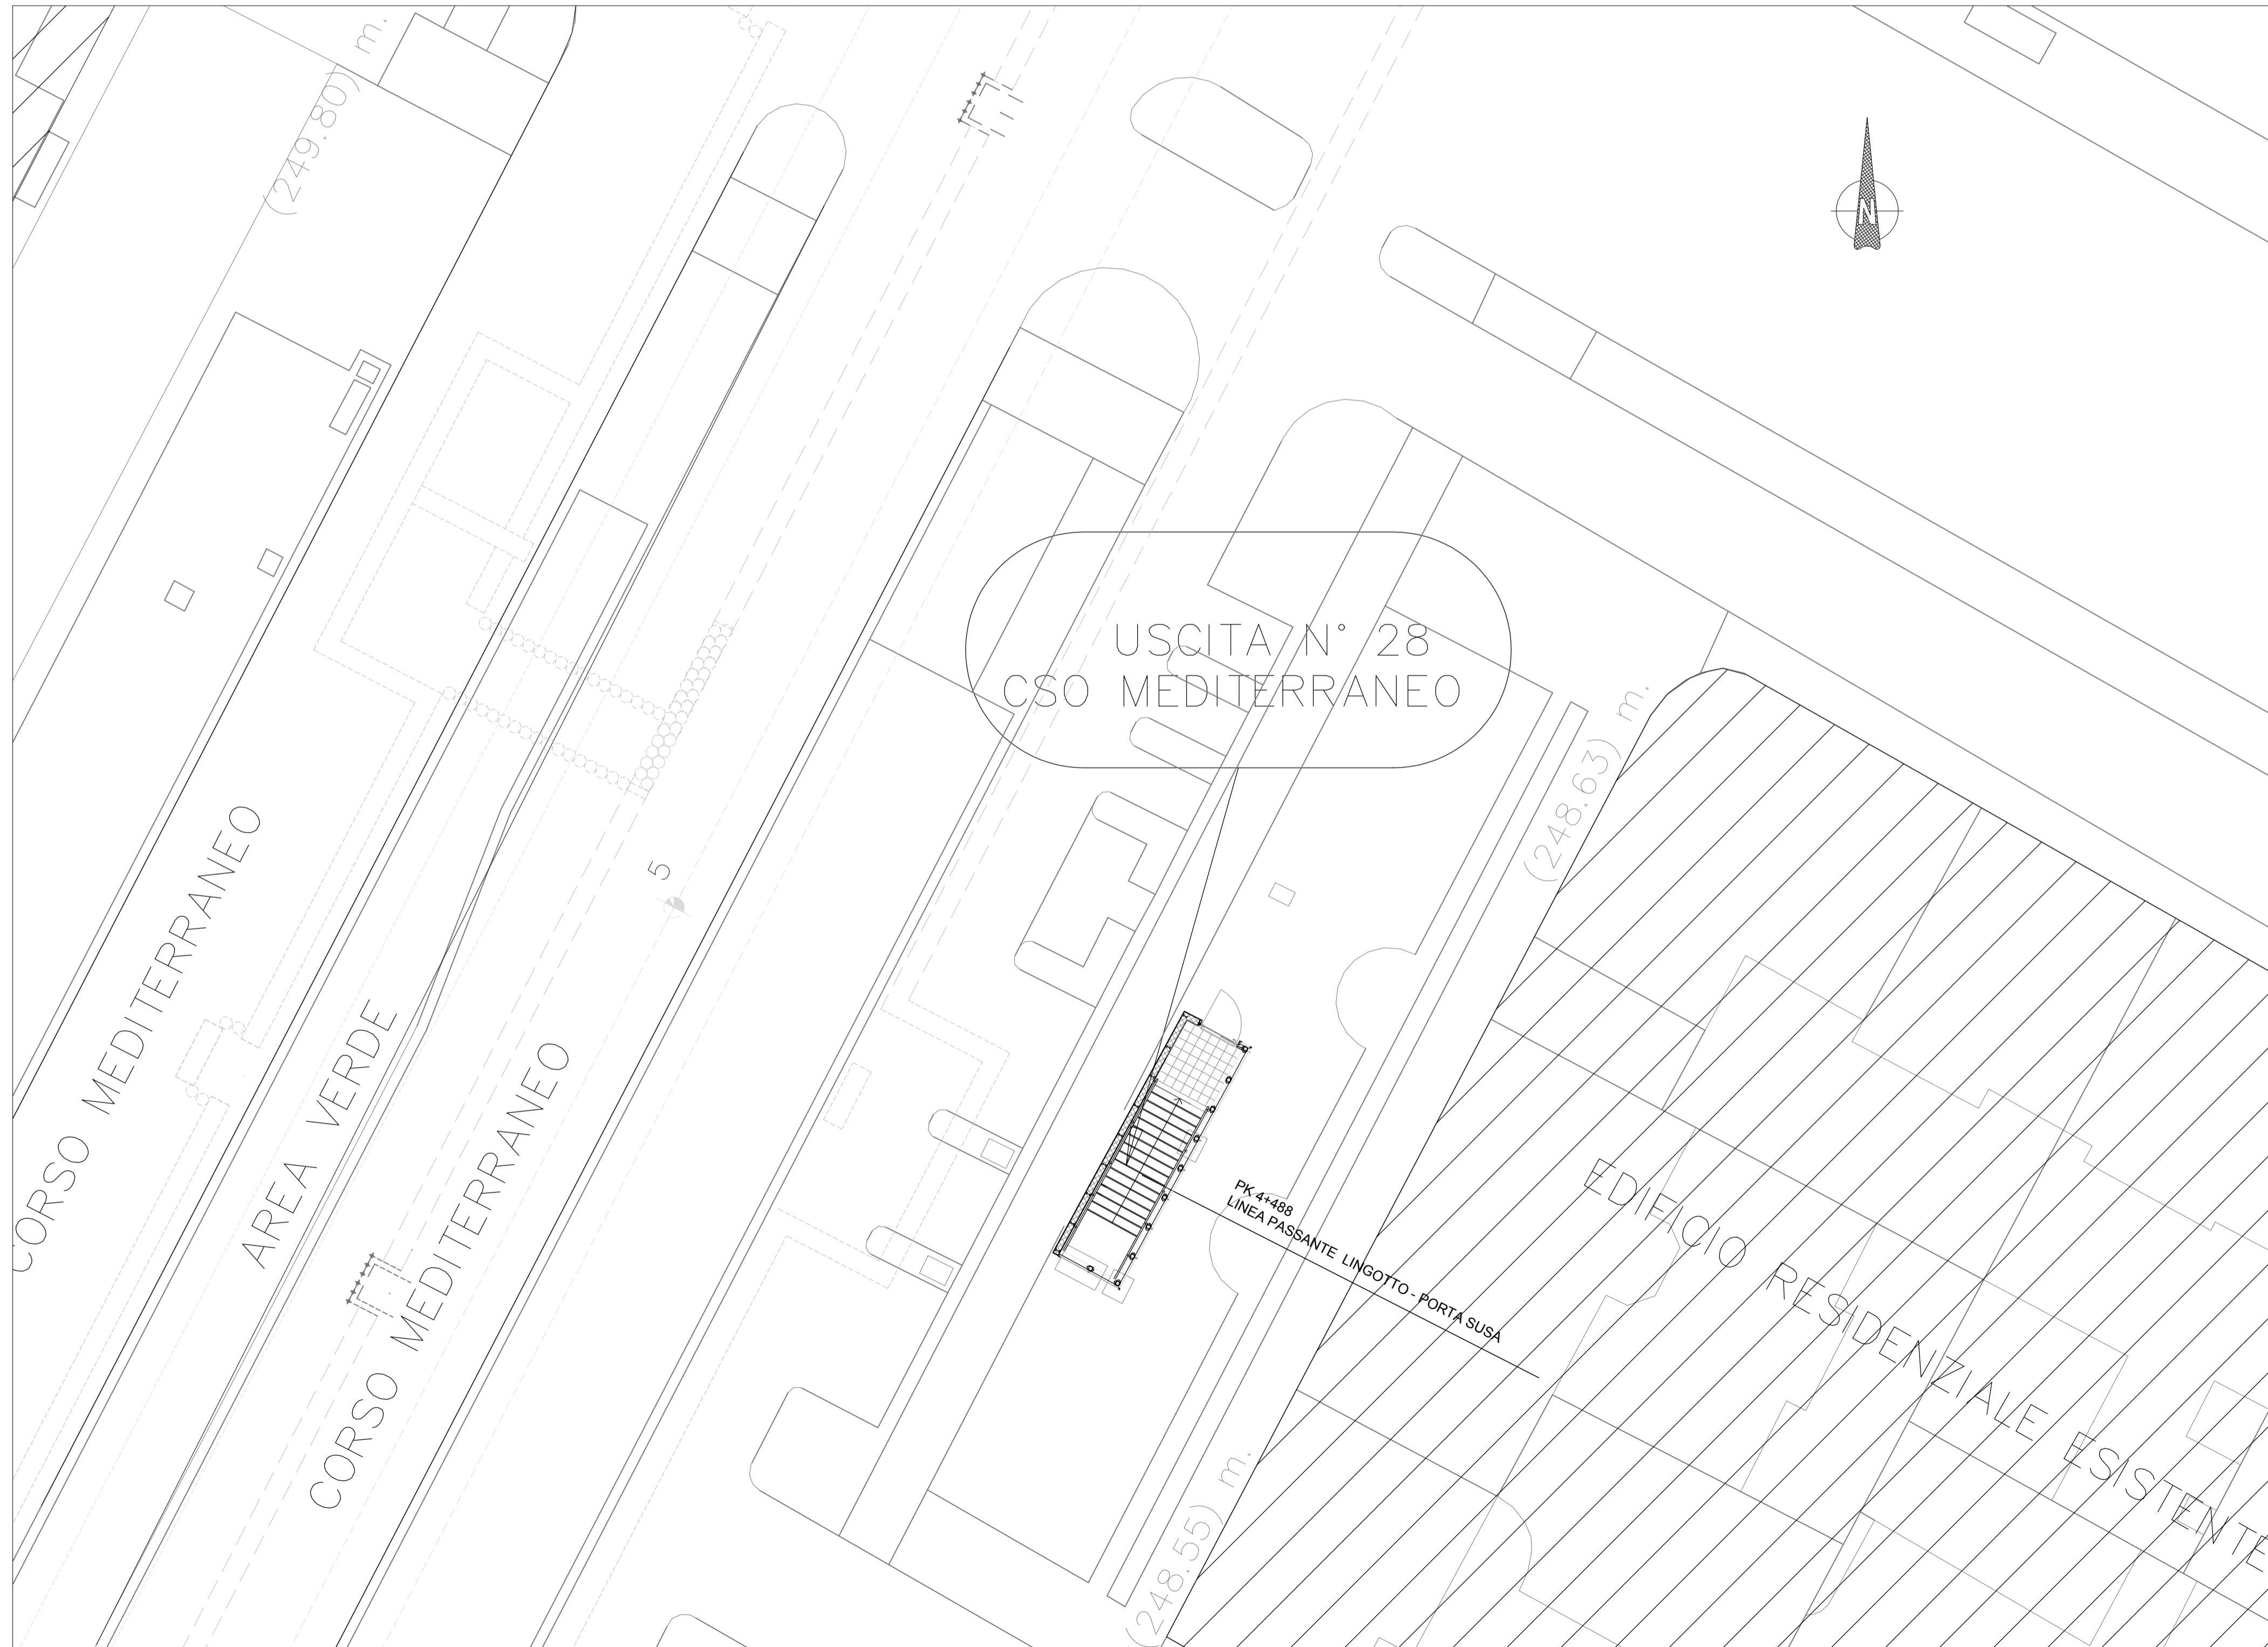 (249.80) m.
N
USCITA N° 28
CSO MEDITERRANEO
(248.63) m.
CORSO MEDITERRANEO
5
AREA VERDE
CORSO MEDITERRANEO
PK 4+488
LINEA PASSANTE LINGOTTO - PORTA SUSA
EDIFICIO RESIDENZIALE ESISTENTE
(248.55) m.